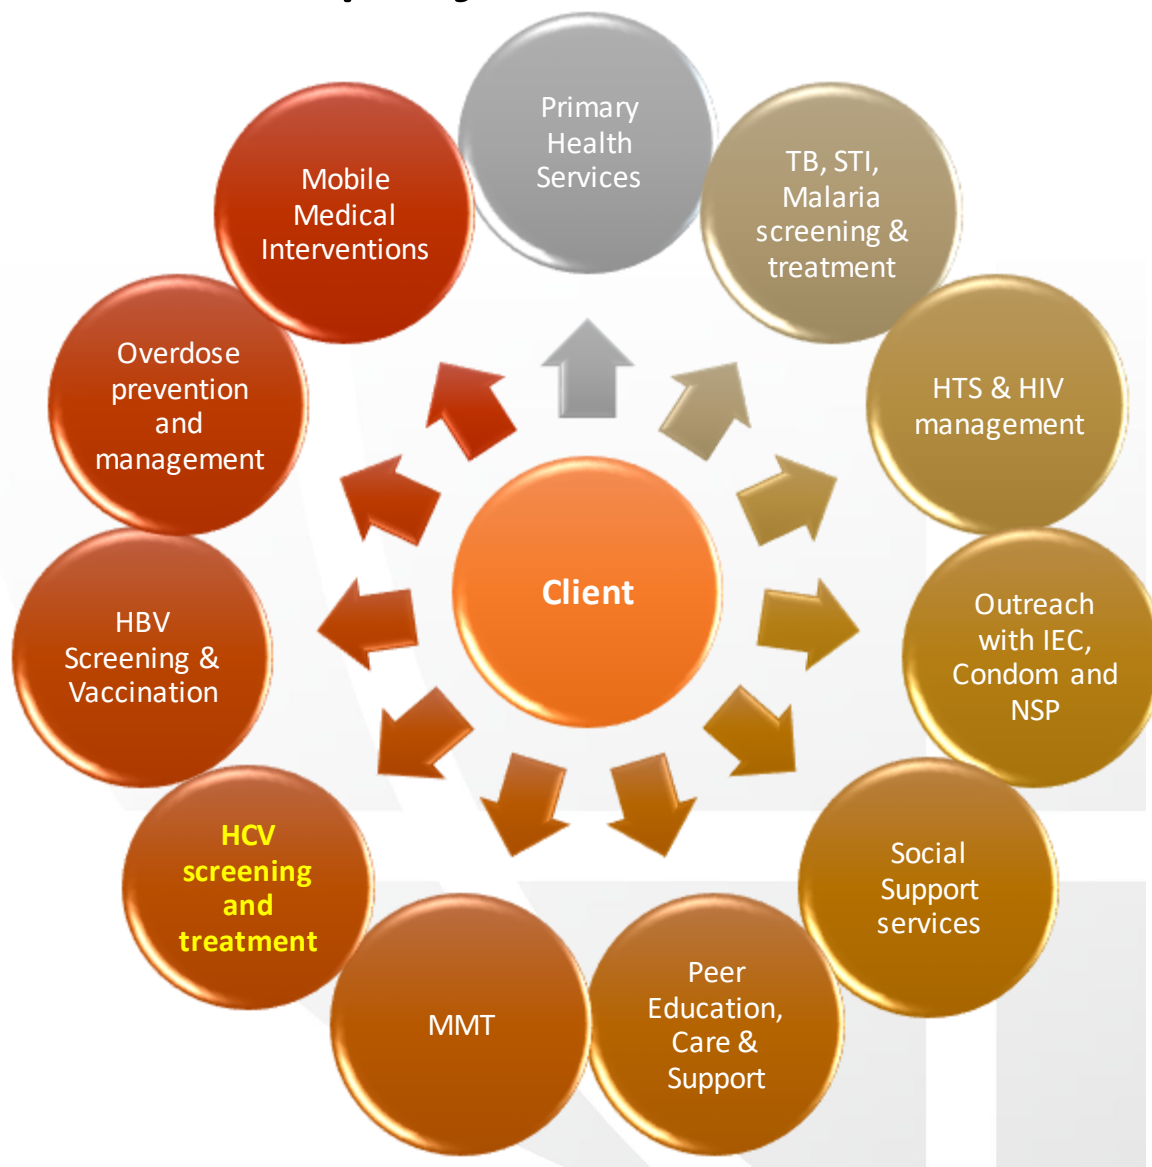 Primary
Health
Services
TB, STI,
Malaria
screening &
treatment
HTS & HIV
management
Outreach
with IEC,
Condom and
NSP
Social
Support
services
Peer
Education,
Care &
Support
MMT
HCV
screening
and
treatment
HBV
Screening &
Vaccination
Overdose
prevention
and
management
Mobile
Medical
Interventions
Client